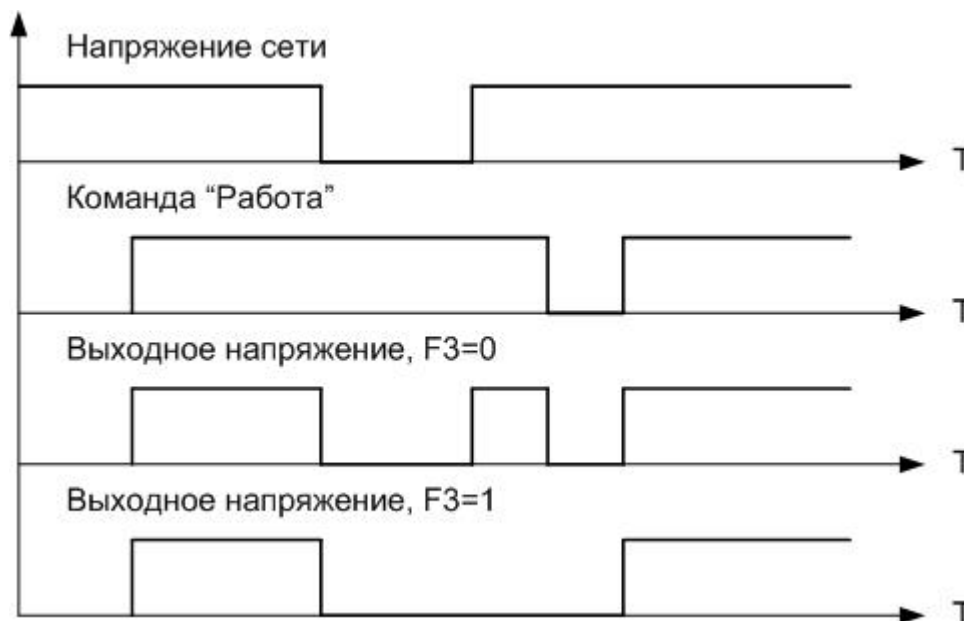 Напряжение сети
T
Команда “Работа”
T
Выходное напряжение, F3=0
T
Выходное напряжение, F3=1
T